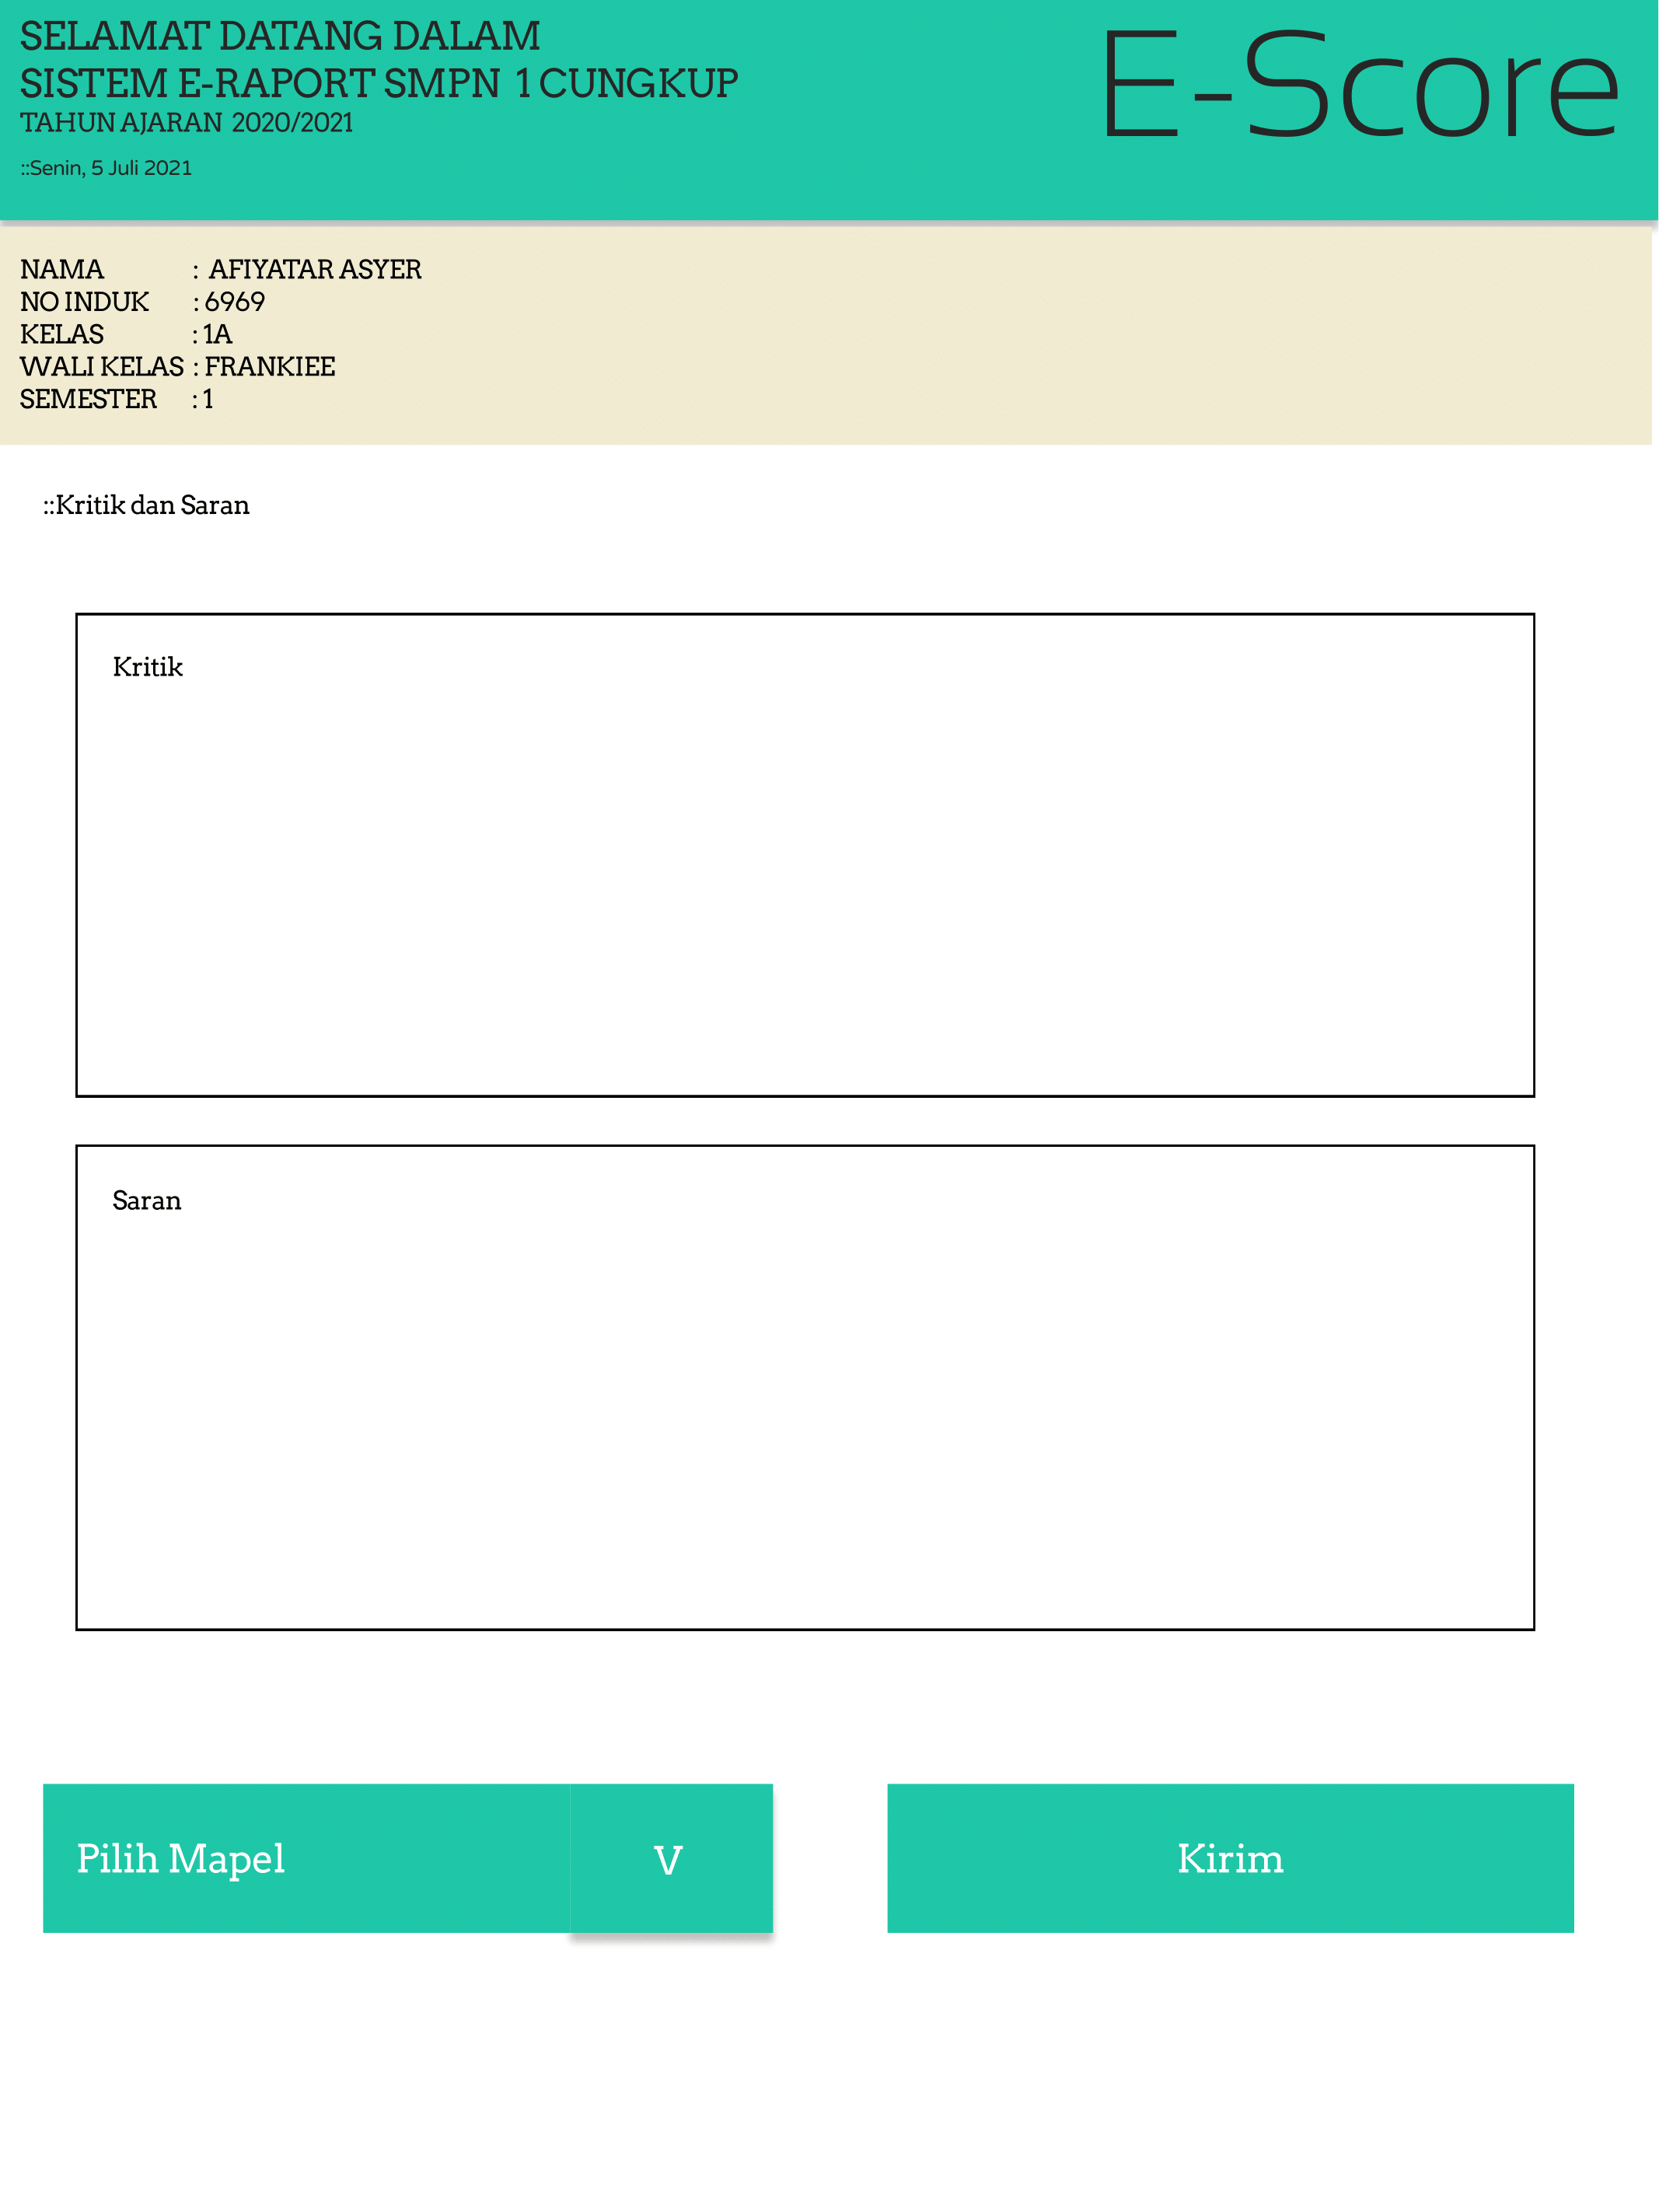 SELAMAT DATANG DALAM
SISTEM E-RAPORT SMPN 1 CUNGKUP
TAHUN AJARAN 2020/2021
::Senin, 5 Juli 2021
E-Score
NAMA : AFIYATAR ASYER
NO INDUK : 6969
KELAS : 1A
WALI KELAS : FRANKIEE
SEMESTER : 1
::Kritik dan Saran
Kritik
Saran
Pilih Mapel V
Kirim